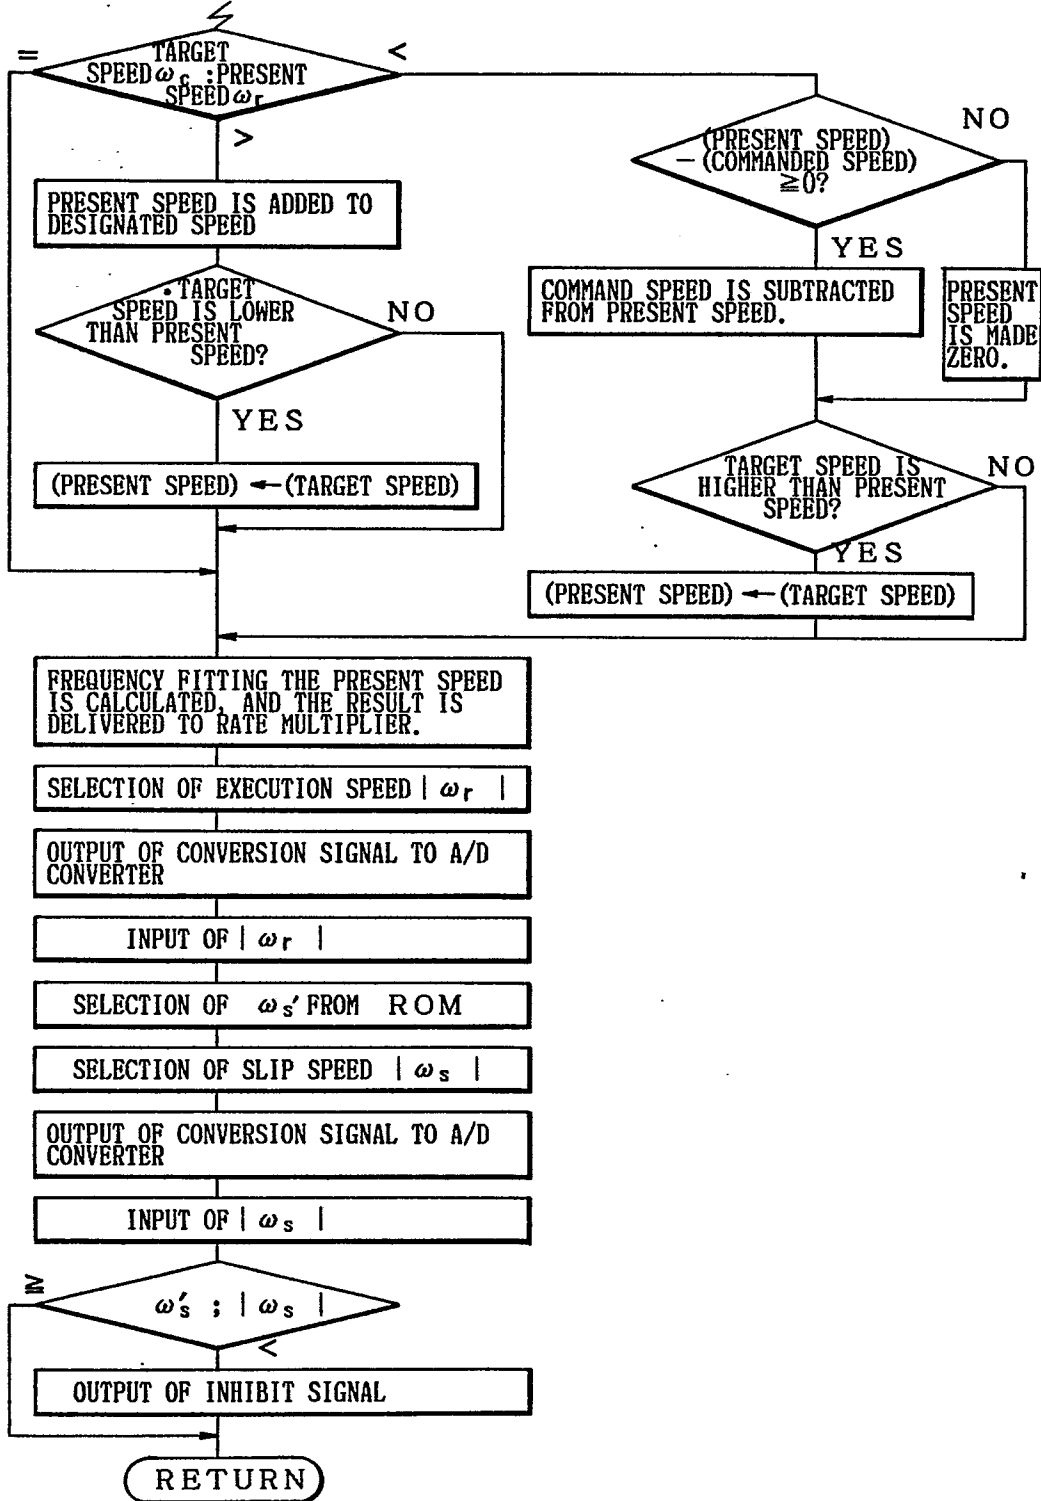 =
TARGET
SPEED ωc : PRESENT
SPEED ωr
<
>
PRESENT SPEED IS ADDED TO
DESIGNATED SPEED
TARGET
SPEED IS LOWER
THAN PRESENT
SPEED?
NO
YES
(PRESENT SPEED) ← (TARGET SPEED)
(PRESENT SPEED)
− (COMMANDED SPEED)
≧0?
NO
YES
COMMAND SPEED IS SUBTRACTED
FROM PRESENT SPEED.
PRESENT
SPEED
IS MADE
ZERO.
TARGET SPEED IS
HIGHER THAN PRESENT
SPEED?
NO
YES
(PRESENT SPEED) ← (TARGET SPEED)
FREQUENCY FITTING THE PRESENT SPEED
IS CALCULATED, AND THE RESULT IS
DELIVERED TO RATE MULTIPLIER.
SELECTION OF EXECUTION SPEED | ωr |
OUTPUT OF CONVERSION SIGNAL TO A/D
CONVERTER
INPUT OF | ωr |
SELECTION OF ωs' FROM ROM
SELECTION OF SLIP SPEED | ωs |
OUTPUT OF CONVERSION SIGNAL TO A/D
CONVERTER
INPUT OF | ωs |
≧
ω's ; | ωs |
<
OUTPUT OF INHIBIT SIGNAL
RETURN